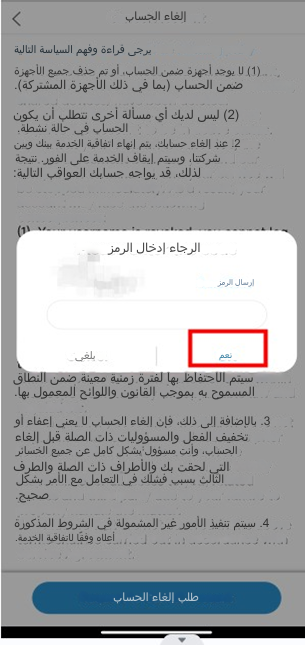 إلغاء الحساب
يرجى قراءة وفهم السياسة التالية
(1) لا يوجد أجهزة ضمن الحساب، أو تم حذف جميع الأجهزة
ضمن الحساب (بما في ذلك الأجهزة المشتركة).
(2) ليس لديك أي مسألة أخرى تتطلب أن يكون
الحساب في حالة نشطة.
2. عند إلغاء حسابك، يتم إنهاء اتفاقية الخدمة بينك وبين
شركتنا، وسيتم إيقاف الخدمة على الفور. نتيجة
لذلك، قد يواجه حسابك العواقب التالية:
الرجاء إدخال الرمز
إرسال الرمز
نعم
يلغي
سيتم الاحتفاظ بها لفترة زمنية معينة ضمن النطاق
المسموح به بموجب القانون واللوائح المعمول بها.
3. بالإضافة إلى ذلك، فإن إلغاء الحساب لا يعني إعفاء أو
تخفيف الفعل والمسؤوليات ذات الصلة قبل إلغاء
الحساب، وأنت مسؤول بشكل كامل عن جميع الخسائر
التي لحقت بك والأطراف ذات الصلة والطرف
الثالث بسبب فشلك في التعامل مع الأمر بشكل
صحيح.
4. سيتم تنفيذ الأمور غير المشمولة في الشروط المذكورة
أعلاه وفقًا لاتفاقية الخدمة.
طلب إلغاء الحساب